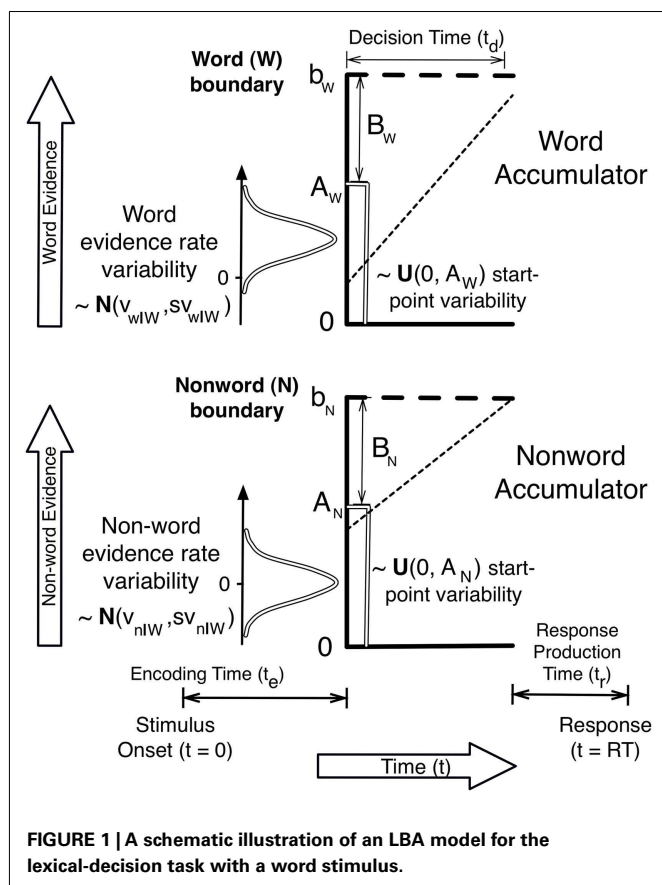 Decision Time (t_d)
Word (W)
boundary
b_W
B_W
A_W
Word Evidence
Word
evidence rate
variability
~ N(v_wIW, sv_wIW)
0
Word
Accumulator
~ U(0, A_W) start-
point variability
0
Nonword (N)
boundary
b_N
B_N
A_N
Non-word Evidence
Non-word
evidence rate
variability
~ N(v_nIW, sv_nIW)
0
Nonword
Accumulator
~ U(0, A_N) start-
point variability
0
Encoding Time (t_e)
Response
Production
Time (t_r)
Stimulus
Onset (t = 0)
Response
(t = RT)
Time (t)
FIGURE 1 | A schematic illustration of an LBA model for the
lexical-decision task with a word stimulus.